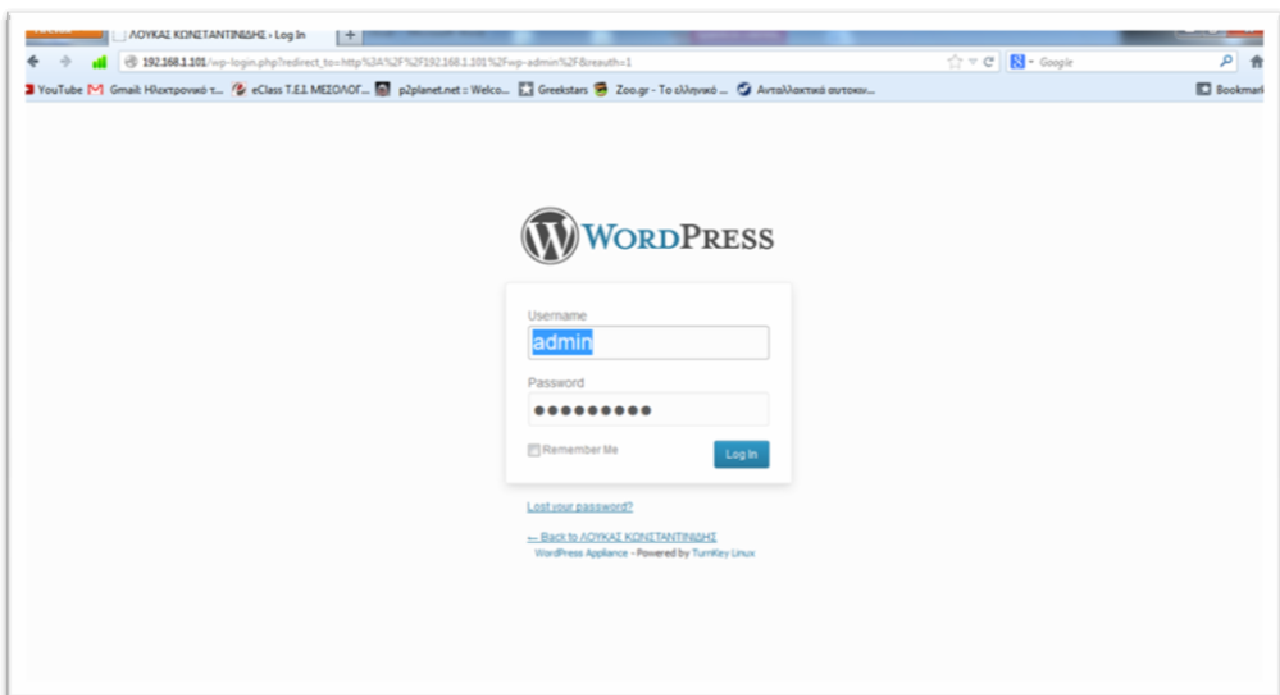 ΛΟΥΚΑΣ ΚΩΝΣΤΑΝΤΙΝΙΔΗΣ › Log In +
192.168.1.101/wp-login.php?redirect_to=http%3A%2F%2F192.168.1.101%2Fwp-admin%2F&reauth=1 Google
YouTube Gmail: Ηλεκτρονικό τ... eClass Τ.Ε.Ι. ΜΕΣΟΛΟΓ... p2planet.net :: Welco... Greekstars Zoo.gr - Το ελληνικό ... Ανταλλακτικά αυτοκιν... Bookmark
WORDPRESS
Username
admin
Password
Remember Me Log In
Lost your password?
← Back to ΛΟΥΚΑΣ ΚΩΝΣΤΑΝΤΙΝΙΔΗΣ
WordPress Appliance - Powered by TurnKey Linux